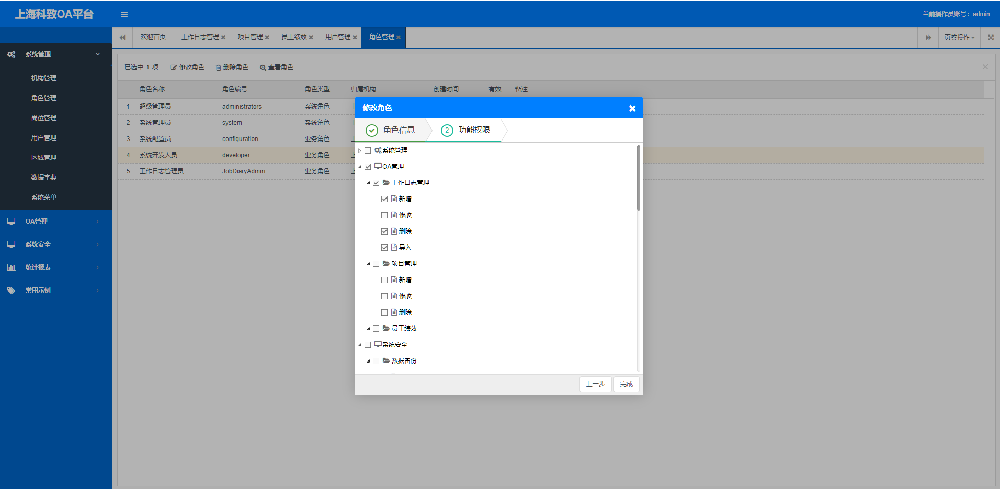 上海科致OA平台
当前操作员账号：admin
欢迎首页 工作日志管理 项目管理 员工绩效 用户管理 角色管理 页签操作
系统管理
机构管理
角色管理
岗位管理
用户管理
区域管理
数据字典
系统菜单
OA管理
系统安全
统计报表
常用示例
已选中 1 项 修改角色 删除角色 查看角色
角色名称 角色编号 角色类型 归属机构 创建时间 有效 备注
1 超级管理员 administrators 系统角色 上
2 系统管理员 system 系统角色 上
3 系统配置员 configuration 业务角色 上
4 系统开发人员 developer 业务角色 上
5 工作日志管理员 JobDiaryAdmin 业务角色 上
修改角色
角色信息 2 功能权限
系统管理
OA管理
工作日志管理
新增
修改
删除
导入
项目管理
新增
修改
删除
员工绩效
系统安全
数据备份
上一步 完成